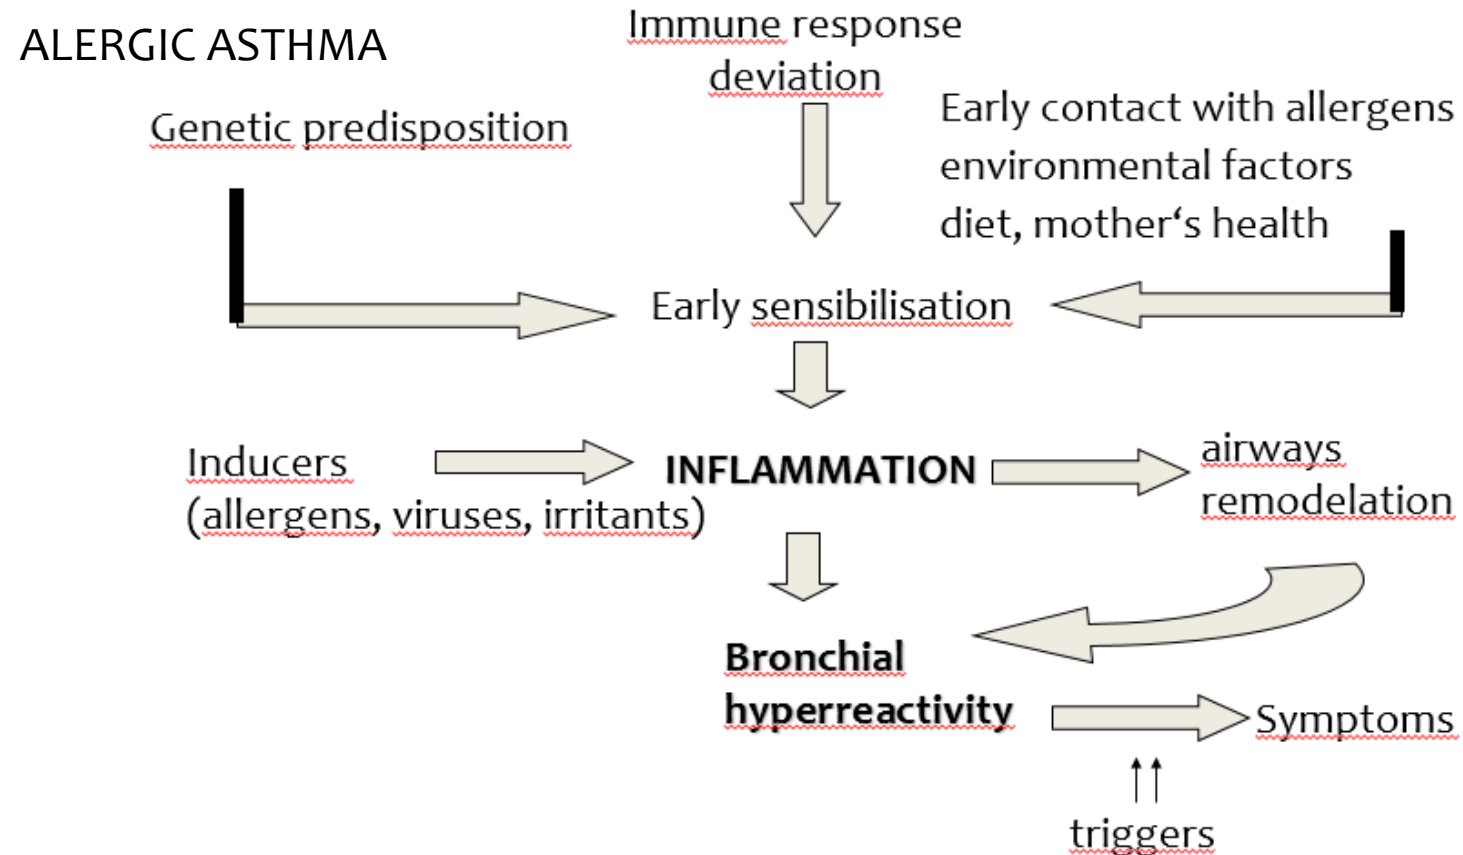 ALERGIC ASTHMA
Immune response
deviation
Genetic predisposition
Early contact with allergens
environmental factors
diet, mother‘s health
Early sensibilisation
Inducers
(allergens, viruses, irritants)
INFLAMMATION
airways
remodelation
Bronchial
hyperreactivity
Symptoms
triggers